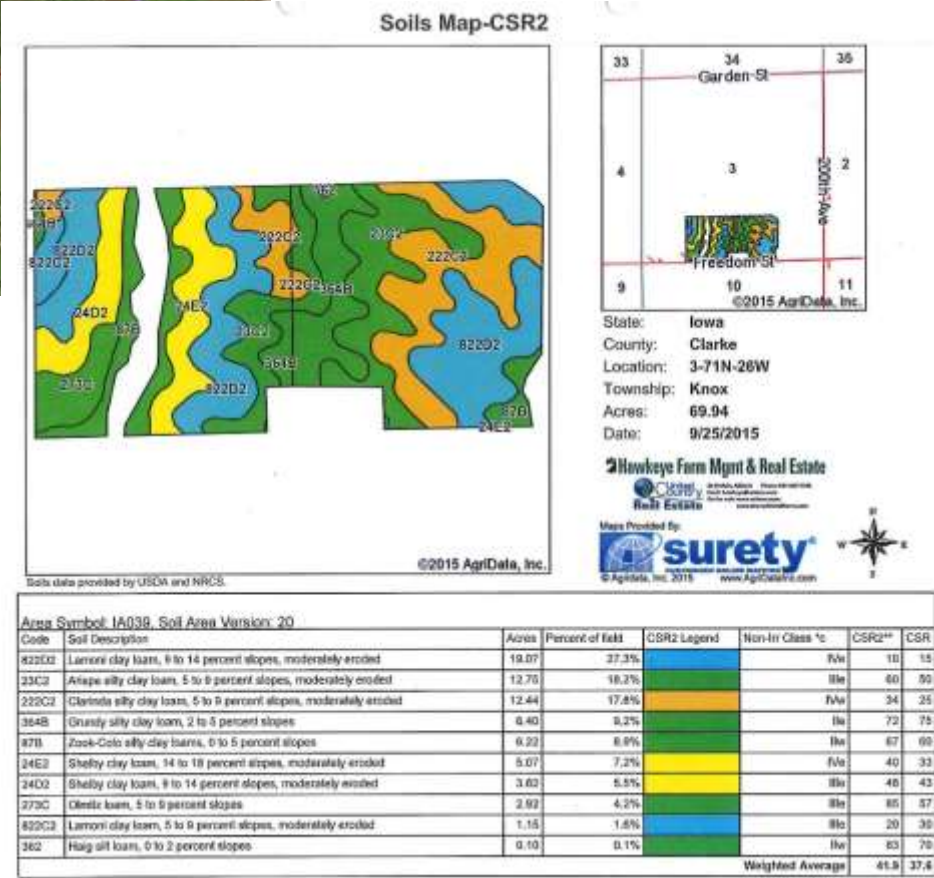 Soils Map-CSR2
222C2
822D2
822C2
24D2
87B
273C
24E2
822D2
222C2
222C2
364B
23C2
364B
23C2
222C2
822D2
87B
24E2
©2015 AgriData, Inc.
Soils data provided by USDA and NRCS.
33 34 35
Garden St
4 3 2
200th Ave
Freedom St
9 10 11
©2015 AgriData, Inc.
State: Iowa
County: Clarke
Location: 3-71N-26W
Township: Knox
Acres: 69.94
Date: 9/25/2015
Hawkeye Farm Mgmt & Real Estate
United
Country
Real Estate
Maps Provided By:
surety®
© AgriData, Inc. 2015 www.AgriDataInc.com
N
W E
S
Area Symbol: IA039, Soil Area Version: 20
Code Soil Description Acres Percent of field CSR2 Legend Non-Irr Class *c CSR2** CSR
822D2 Lamoni clay loam, 9 to 14 percent slopes, moderately eroded 19.07 27.3% IVe 10 15
23C2 Arispe silty clay loam, 5 to 9 percent slopes, moderately eroded 12.75 18.2% IIIe 60 50
222C2 Clarinda silty clay loam, 5 to 9 percent slopes, moderately eroded 12.44 17.8% IVw 34 25
364B Grundy silty clay loam, 2 to 5 percent slopes 6.40 9.2% IIe 72 75
87B Zook-Colo silty clay loams, 0 to 5 percent slopes 6.22 8.9% IIw 67 60
24E2 Shelby clay loam, 14 to 18 percent slopes, moderately eroded 5.07 7.2% IVe 40 33
24D2 Shelby clay loam, 9 to 14 percent slopes, moderately eroded 5.5% IIIe 43
273C Olmitz loam, 5 to 9 percent slopes 2.92 4.2% IIIe 85 57
822C2 Lamoni clay loam, 5 to 9 percent slopes, moderately eroded 1.15 1.6% IIIe 20 30
362 Haig silt loam, 0 to 2 percent slopes 0.10 0.1% IIw 83 70
Weighted Average 41.9 37.6